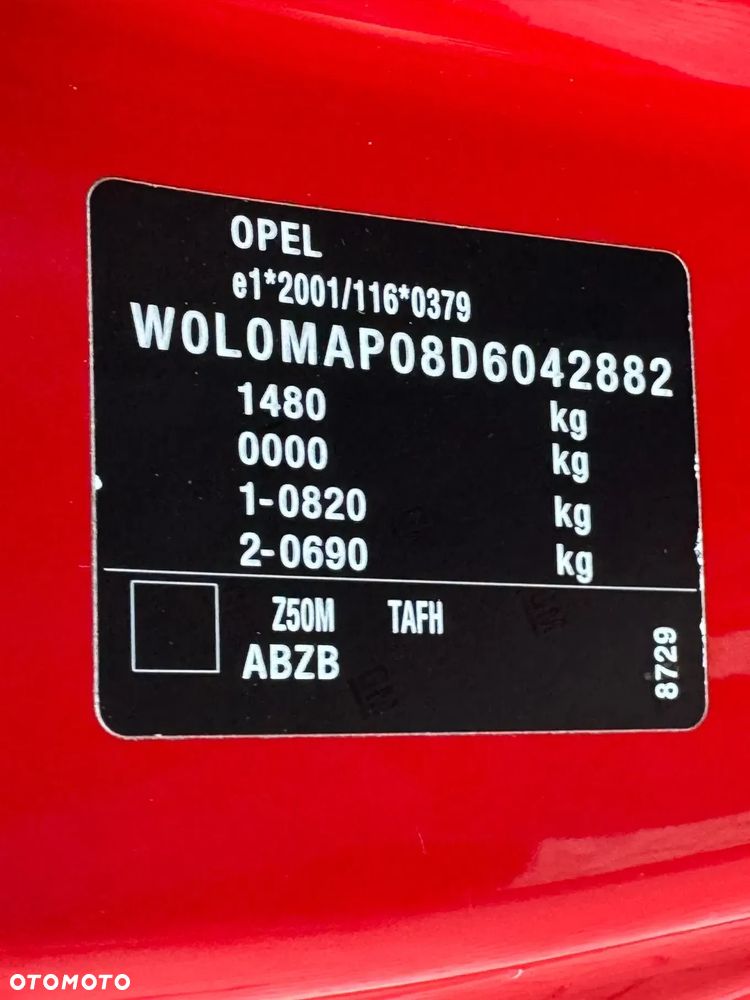 OPEL
e1*2001/116*0379
W0L0MAP08D6042882
1480 kg
0000 kg
1-0820 kg
2-0690 kg
Z50M TAFH
ABZB
8729
OTOMOTO